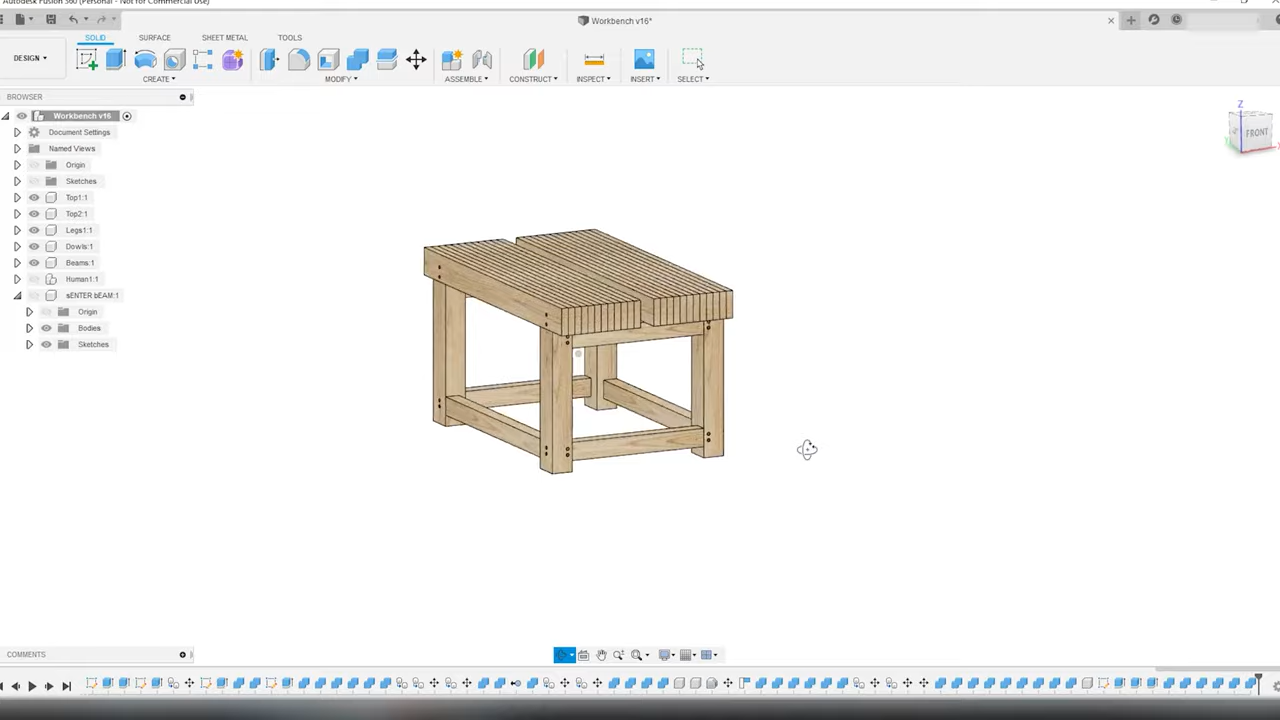 Autodesk Fusion 360 (Personal - Not for Commercial Use)
Workbench v16*
SOLID SURFACE SHEET METAL TOOLS
DESIGN
CREATE MODIFY ASSEMBLE CONSTRUCT INSPECT INSERT SELECT
BROWSER
Workbench v16
Document Settings
Named Views
Origin
Sketches
Top1:1
Top2:1
Legs1:1
Dowls:1
Beams:1
Human1:1
sENTER bEAM:1
Origin
Bodies
Sketches
Z
FRONT
COMMENTS